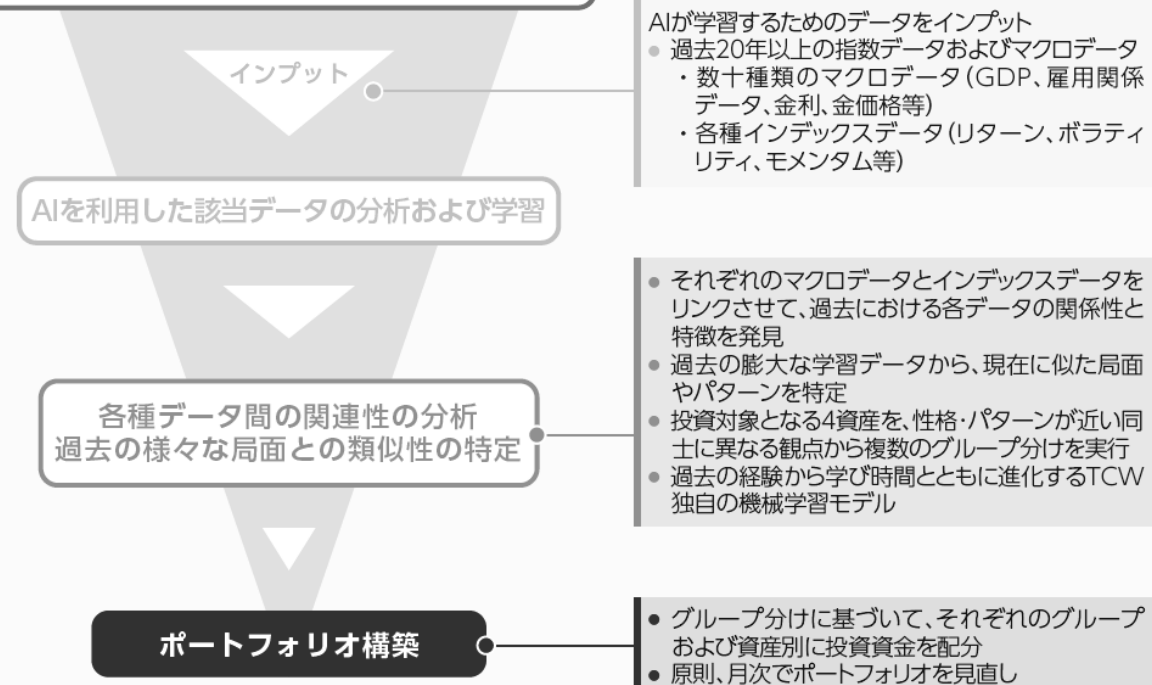 AIが学習するためのデータをインプット
● 過去20年以上の指数データおよびマクロデータ
・数十種類のマクロデータ（GDP、雇用関係
データ、金利、金価格等）
・各種インデックスデータ（リターン、ボラティ
リティ、モメンタム等）
インプット
AIを利用した該当データの分析および学習
● それぞれのマクロデータとインデックスデータを
リンクさせて、過去における各データの関係性と
特徴を発見
● 過去の膨大な学習データから、現在に似た局面
やパターンを特定
● 投資対象となる4資産を、性格・パターンが近い同
士に異なる観点から複数のグループ分けを実行
● 過去の経験から学び時間とともに進化するTCW
独自の機械学習モデル
各種データ間の関連性の分析
過去の様々な局面との類似性の特定
ポートフォリオ構築
● グループ分けに基づいて、それぞれのグループ
および資産別に投資資金を配分
● 原則、月次でポートフォリオを見直し